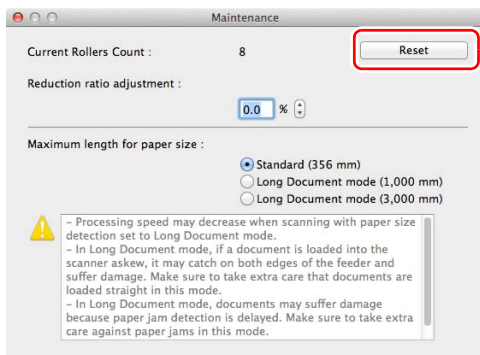 Maintenance
Current Rollers Count :
8
Reset
Reduction ratio adjustment :
0.0 %
Maximum length for paper size :
Standard (356 mm)
Long Document mode (1,000 mm)
Long Document mode (3,000 mm)
– Processing speed may decrease when scanning with paper size
detection set to Long Document mode.
– In Long Document mode, if a document is loaded into the
scanner askew, it may catch on both edges of the feeder and
suffer damage. Make sure to take extra care that documents are
loaded straight in this mode.
– In Long Document mode, documents may suffer damage
because paper jam detection is delayed. Make sure to take extra
care against paper jams in this mode.